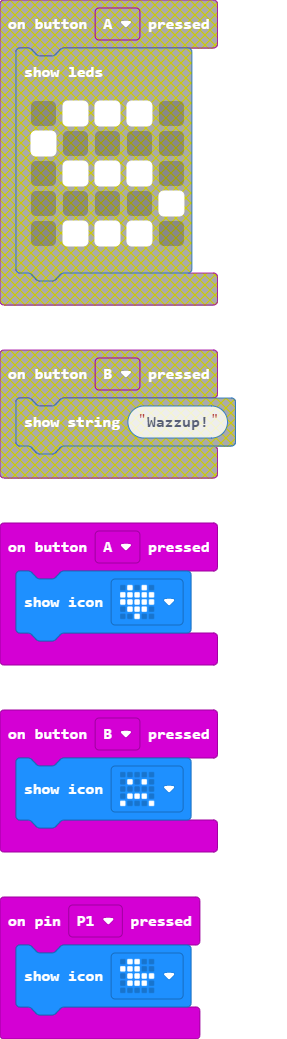 on button A pressed
show leds
on button B pressed
show string "Wazzup!"
on button A pressed
show icon
on button B pressed
show icon
on pin P1 pressed
show icon